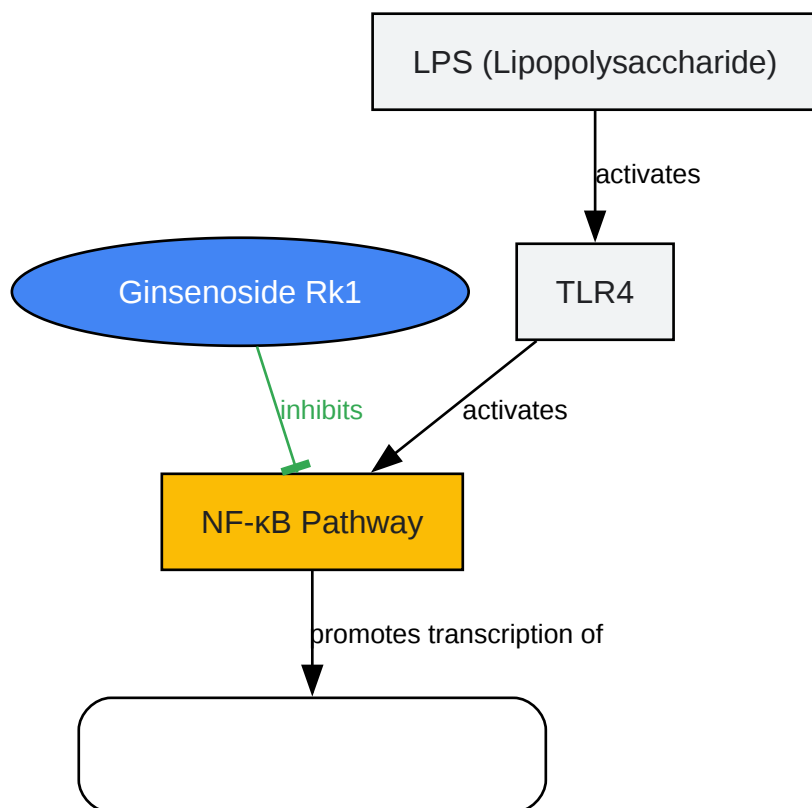 LPS (Lipopolysaccharide)
activates
Ginsenoside Rk1
TLR4
inhibits
activates
NF-κB Pathway
promotes transcription of